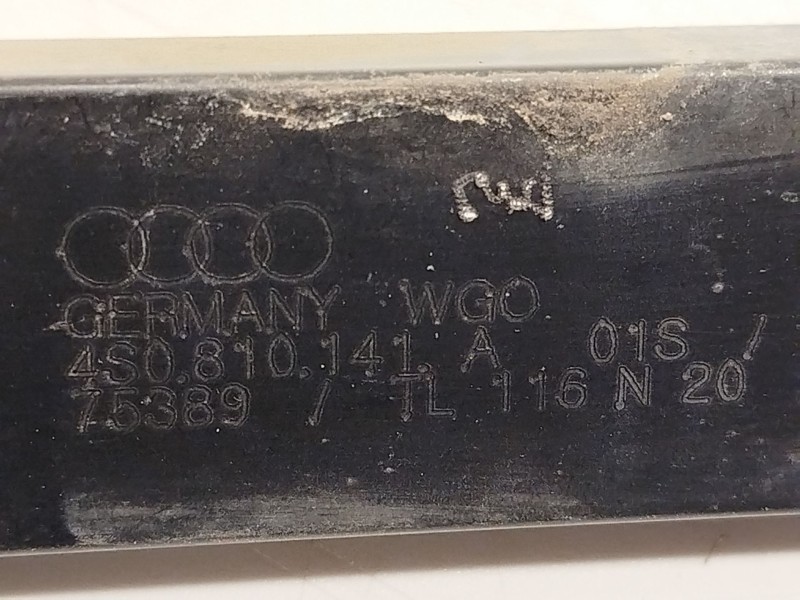 GERMANY WGO
4S0.810.141. A 01S /
75389 / TL 116 N 20